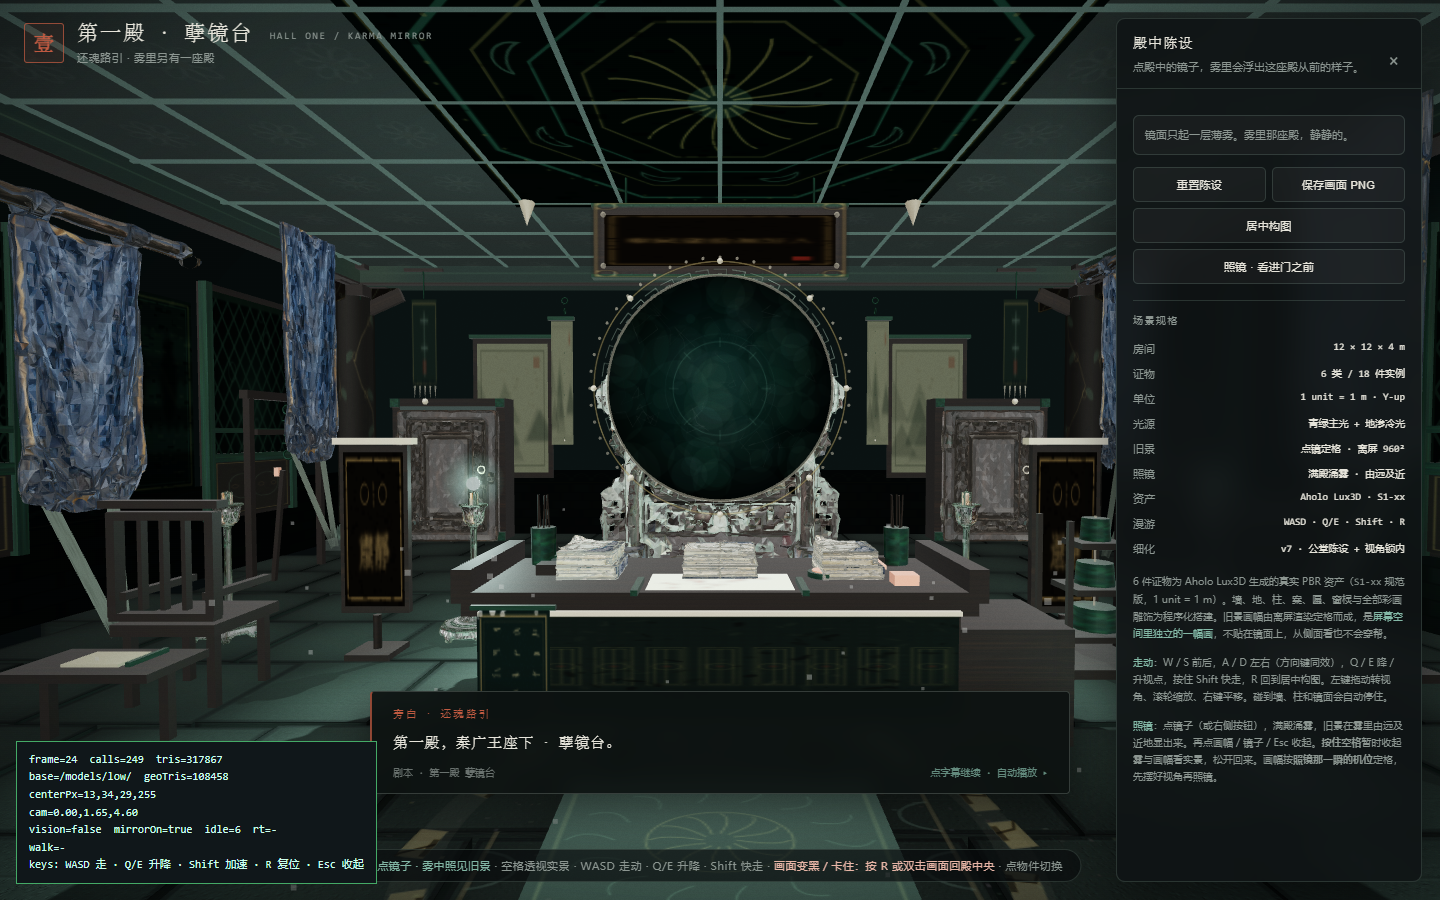 壹
第一殿 · 孽镜台 HALL ONE / KARMA MIRROR
还魂路引 · 雾里另有一座殿
殿中陈设
点殿中的镜子，雾里会浮出这座殿从前的样子。
×
镜面只起一层薄雾。雾里那座殿，静静的。
重置陈设
保存画面 PNG
居中构图
照镜 · 看进门之前
场景规格
房间 12 × 12 × 4 m
证物 6 类 / 18 件实例
单位 1 unit = 1 m · Y-up
光源 青绿主光 + 地渗冷光
旧景 点镜定格 · 离屏 960²
照镜 满殿涌雾 · 由远及近
资产 Aholo Lux3D · S1-xx
漫游 WASD · Q/E · Shift · R
细化 v7 · 公堂陈设 + 视角锁内
6 件证物为 Aholo Lux3D 生成的真实 PBR 资产（S1-xx 规范
版，1 unit = 1 m）。墙、地、柱、案、匾、窗棂与全部彩画
雕饰为程序化搭建。旧景画幅由离屏渲染定格而成，是屏幕空
间里独立的一幅画，不贴在镜面上，从侧面看也不会穿帮。
走动：W / S 前后，A / D 左右（方向键同效），Q / E 降 /
升视点，按住 Shift 快走，R 回到居中构图。左键拖动转视
角、滚轮缩放、右键平移。碰到墙、柱和镜面会自动停住。
照镜：点镜子（或右侧按钮），满殿涌雾，旧景在雾里由远及
近地显出来。再点画幅 / 镜子 / Esc 收起。按住空格暂时收起
雾与画幅看实景，松开回来。画幅按照镜那一瞬的机位定格，
先摆好视角再照镜。
旁白 · 还魂路引
第一殿，秦广王座下 · 孽镜台。
剧本 · 第一殿 孽镜台
点字幕继续 · 自动播放 ▸
frame=24 calls=249 tris=317867
base=/models/low/ geoTris=108458
centerPx=13,34,29,255
cam=0.00,1.65,4.60
vision=false mirrorOn=true idle=6 rt=-
walk=-
keys: WASD 走 · Q/E 升降 · Shift 加速 · R 复位 · Esc 收起
点镜子 · 雾中照见旧景 · 空格透视实景 · WASD 走动 · Q/E 升降 · Shift 快走 · 画面变黑 / 卡住：按 R 或双击画面回殿中央 · 点物件切换